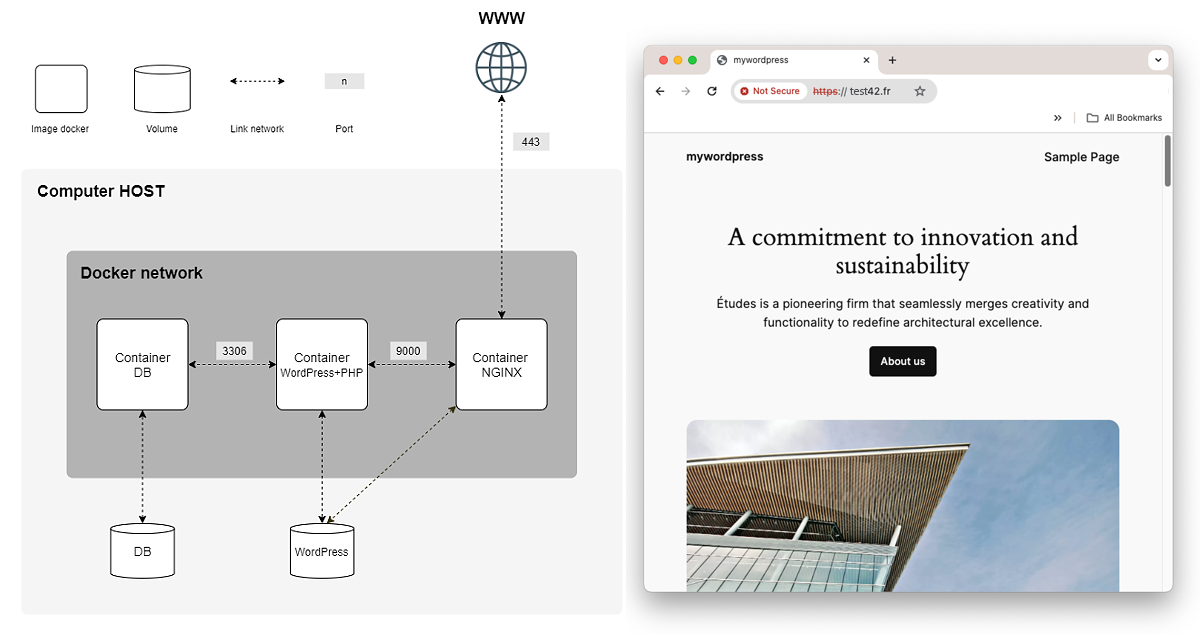 WWW
n
Image docker
Volume
Link network
Port
443
Computer HOST
Docker network
Container
DB
3306
Container
WordPress+PHP
9000
Container
NGINX
DB
WordPress
mywordpress
Not Secure
https:// test42.fr
All Bookmarks
mywordpress
Sample Page
A commitment to innovation and
sustainability
Études is a pioneering firm that seamlessly merges creativity and
functionality to redefine architectural excellence.
About us